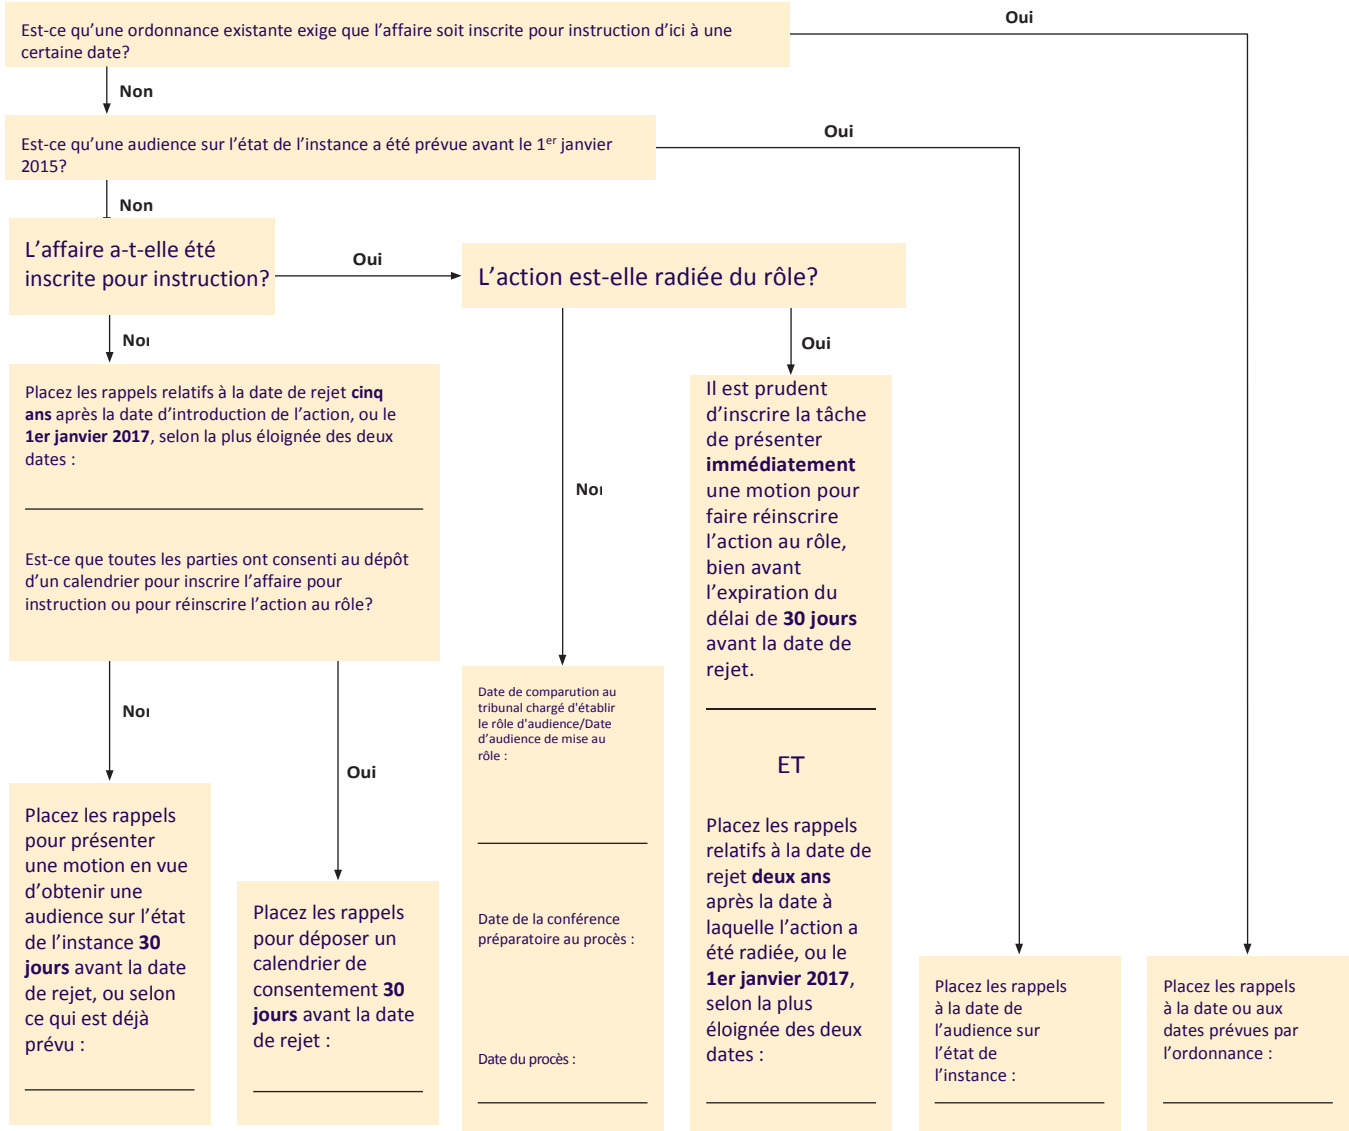 Est-ce qu'une ordonnance existante exige que l'affaire soit inscrite pour instruction d'ici à une
certaine date?
Oui
Non
Est-ce qu'une audience sur l'état de l'instance a été prévue avant le 1er janvier
2015?
Oui
Non
L'affaire a-t-elle été
inscrite pour instruction?
Oui
L'action est-elle radiée du rôle?
Non
Oui
Placez les rappels relatifs à la date de rejet cinq
ans après la date d'introduction de l'action, ou le
1er janvier 2017, selon la plus éloignée des deux
dates :
Est-ce que toutes les parties ont consenti au dépôt
d'un calendrier pour inscrire l'affaire pour
instruction ou pour réinscrire l'action au rôle?
Non
Oui
Placez les rappels
pour présenter
une motion en vue
d'obtenir une
audience sur l'état
de l'instance 30
jours avant la date
de rejet, ou selon
ce qui est déjà
prévu :
Placez les rappels
pour déposer un
calendrier de
consentement 30
jours avant la date
de rejet :
Non
Date de comparution au
tribunal chargé d'établir
le rôle d'audience/Date
d'audience de mise au
rôle :
Date de la conférence
préparatoire au procès :
Date du procès :
Il est prudent
d'inscrire la tâche
de présenter
immédiatement
une motion pour
faire réinscrire
l'action au rôle,
bien avant
l'expiration du
délai de 30 jours
avant la date de
rejet.
ET
Placez les rappels
relatifs à la date de
rejet deux ans
après la date à
laquelle l'action a
été radiée, ou le
1er janvier 2017,
selon la plus
éloignée des deux
dates :
Placez les rappels
à la date de
l'audience sur
l'état de
l'instance :
Placez les rappels
à la date ou aux
dates prévues par
l'ordonnance :